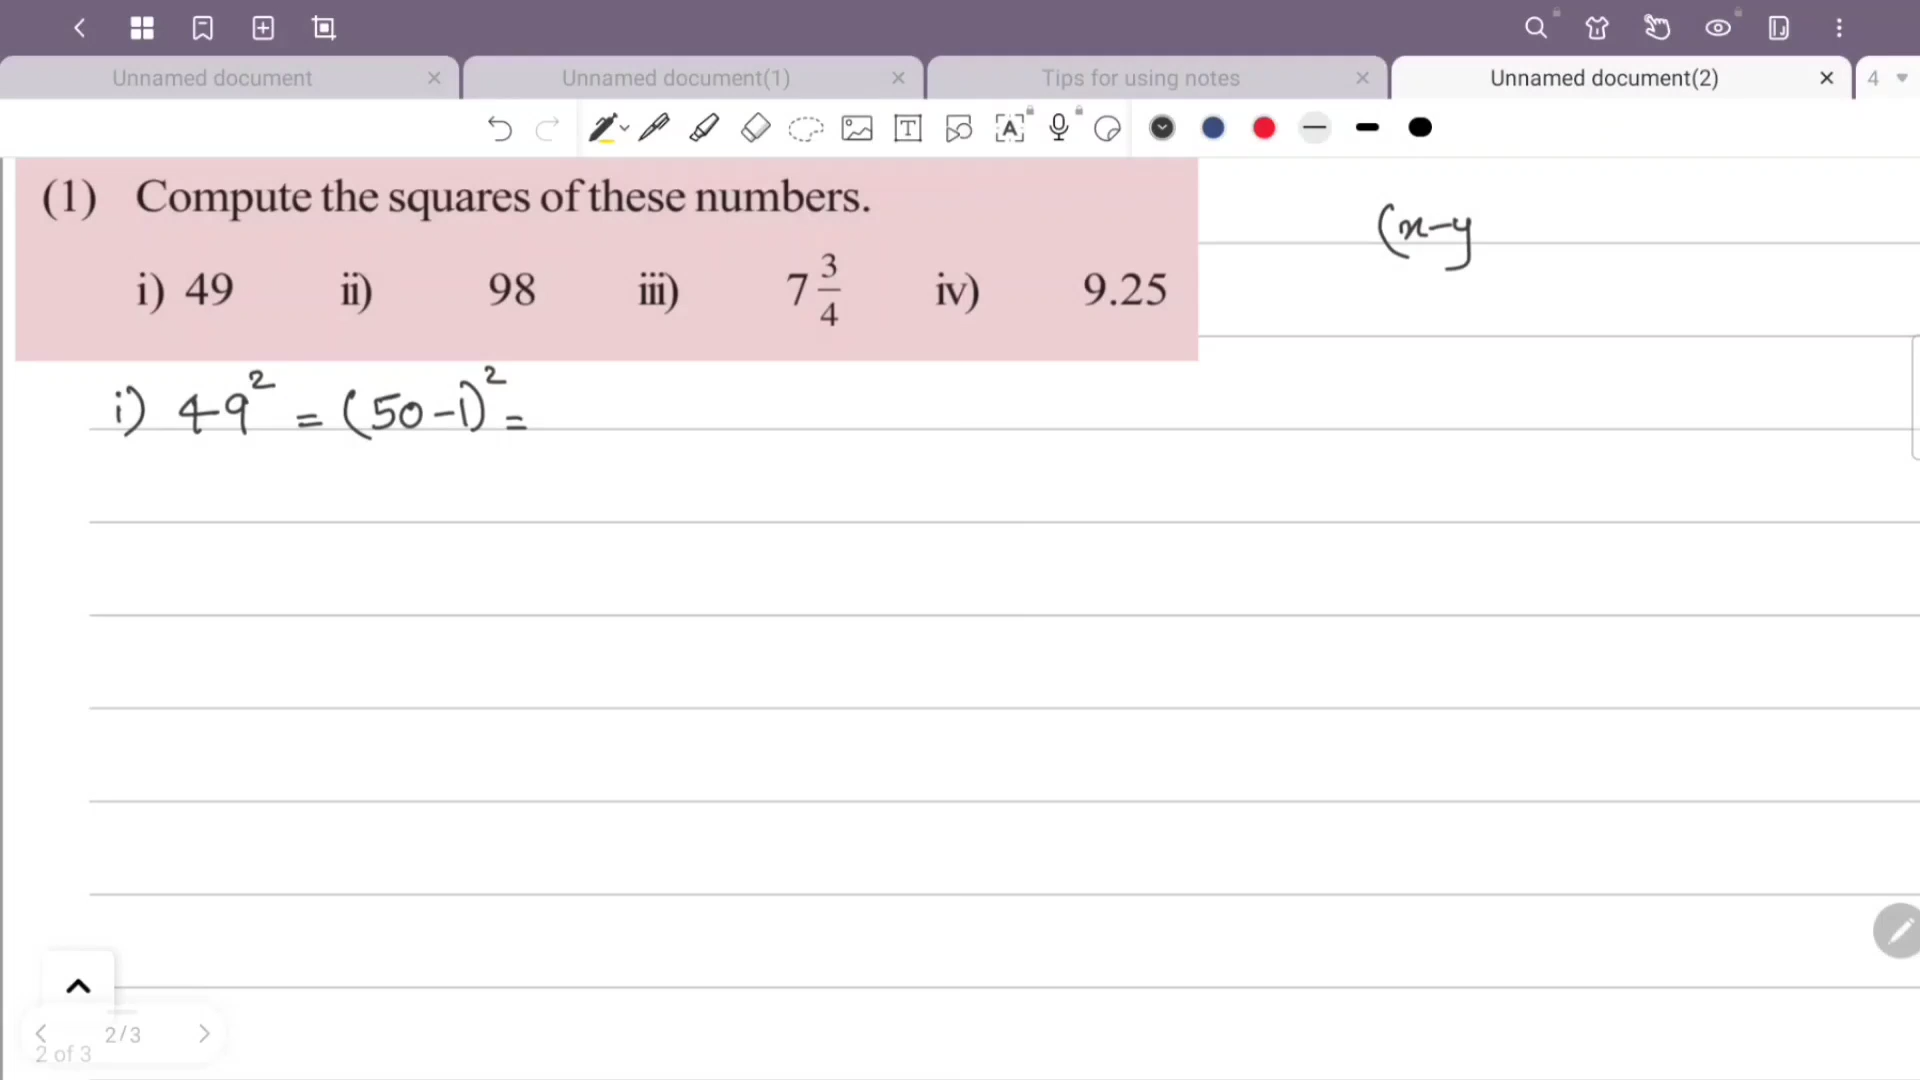 Unnamed document
Unnamed document(1)
Tips for using notes
Unnamed document(2)
4
(1) Compute the squares of these numbers.
i) 49 ii) 98 iii) 7 3/4 iv) 9.25
(x-y
i) 49² = (50-1)² =
2/3
2 of 3